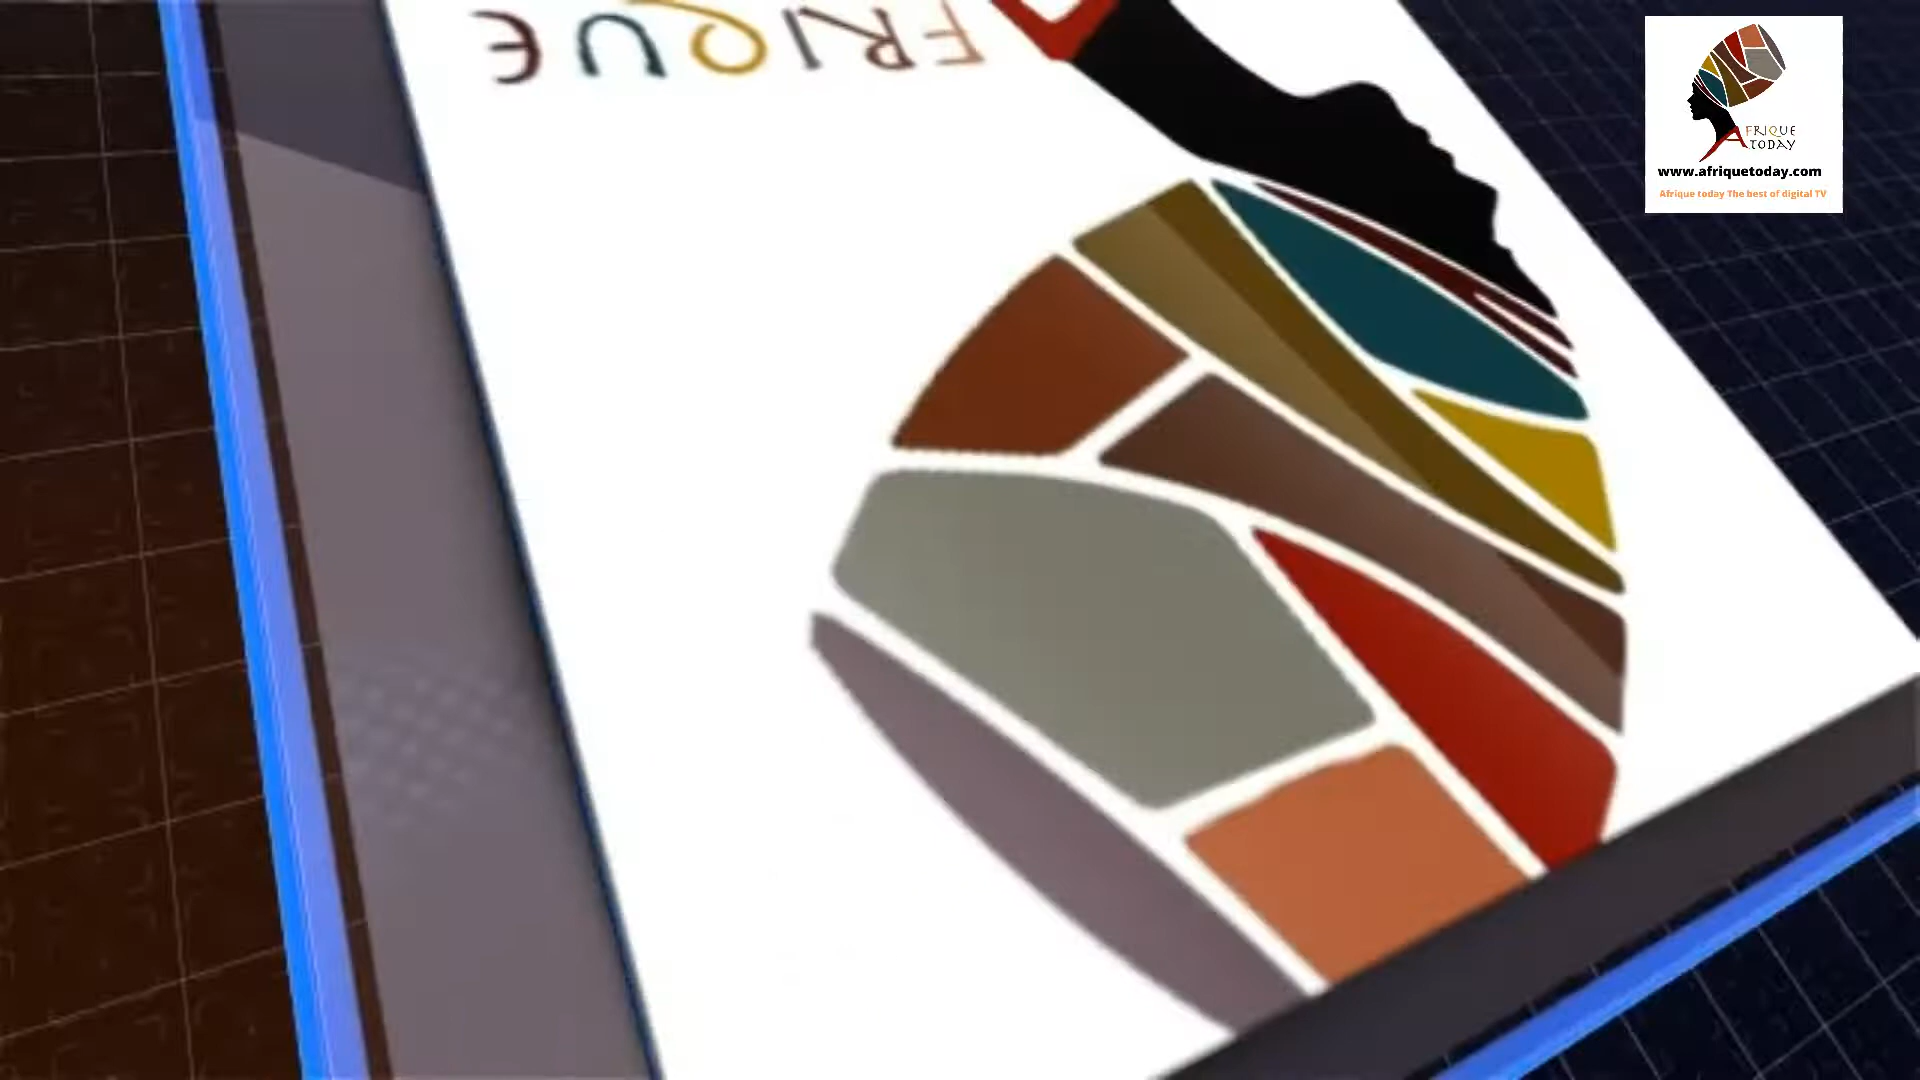 FRIQUE
FRIQUE
TODAY
www.afriquetoday.com
Afrique today The best of digital TV